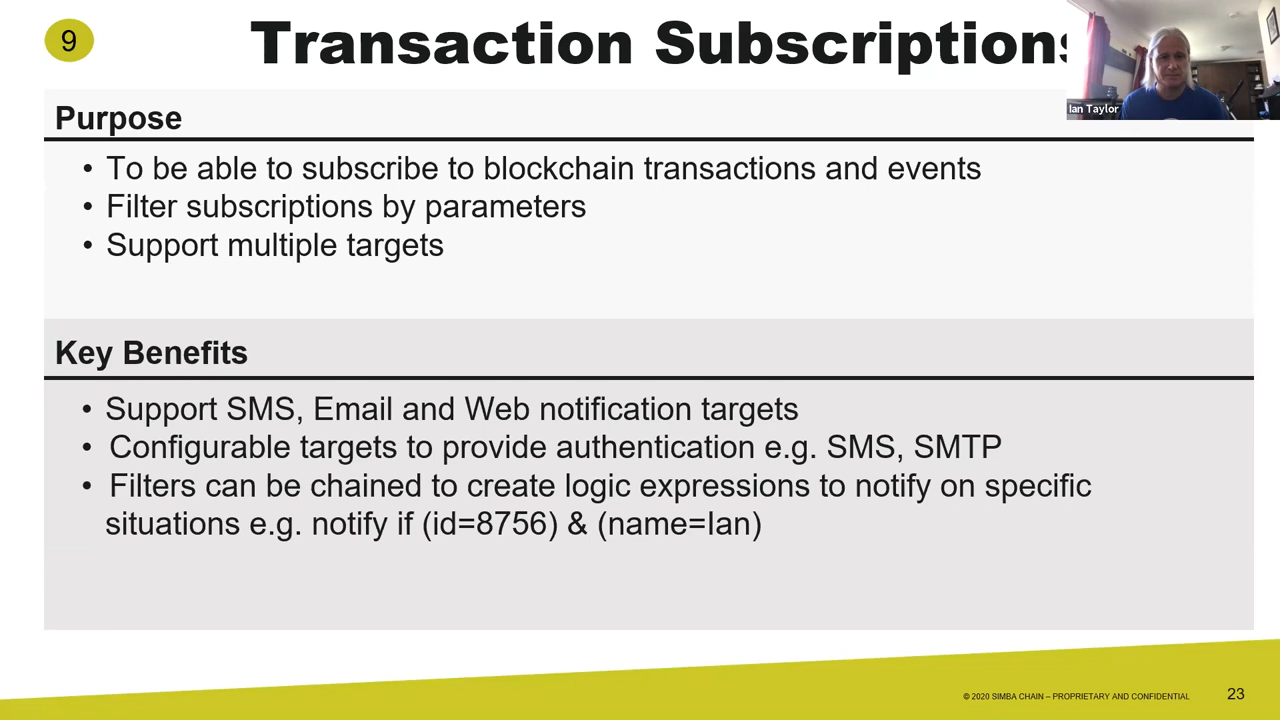 9
Transaction Subscriptions
Ian Taylor
Purpose
• To be able to subscribe to blockchain transactions and events
• Filter subscriptions by parameters
• Support multiple targets
Key Benefits
• Support SMS, Email and Web notification targets
• Configurable targets to provide authentication e.g. SMS, SMTP
• Filters can be chained to create logic expressions to notify on specific
situations e.g. notify if (id=8756) & (name=Ian)
© 2020 SIMBA CHAIN – PROPRIETARY AND CONFIDENTIAL
23